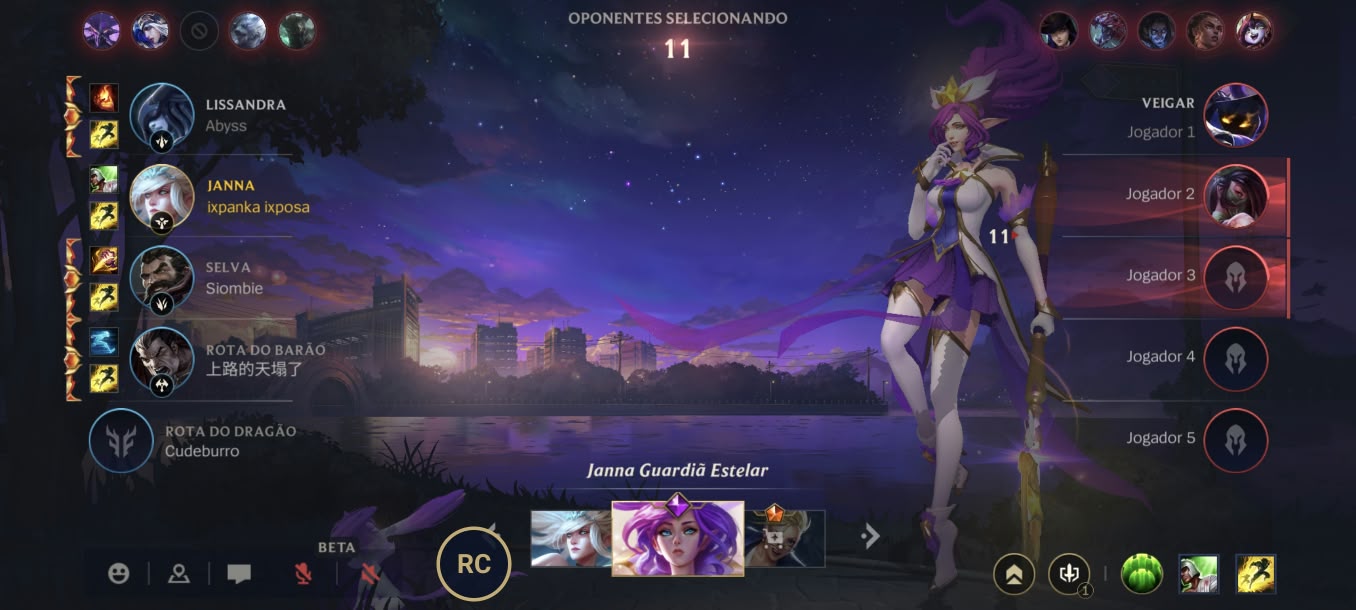 OPONENTES SELECIONANDO
11
LISSANDRA
Abyss
JANNA
ixpanka ixposa
SELVA
Siombie
ROTA DO BARÃO
上路的天塌了
ROTA DO DRAGÃO
Cudeburro
VEIGAR
Jogador 1
Jogador 2
11
Jogador 3
Jogador 4
Jogador 5
Janna Guardiã Estelar
BETA
RC
1